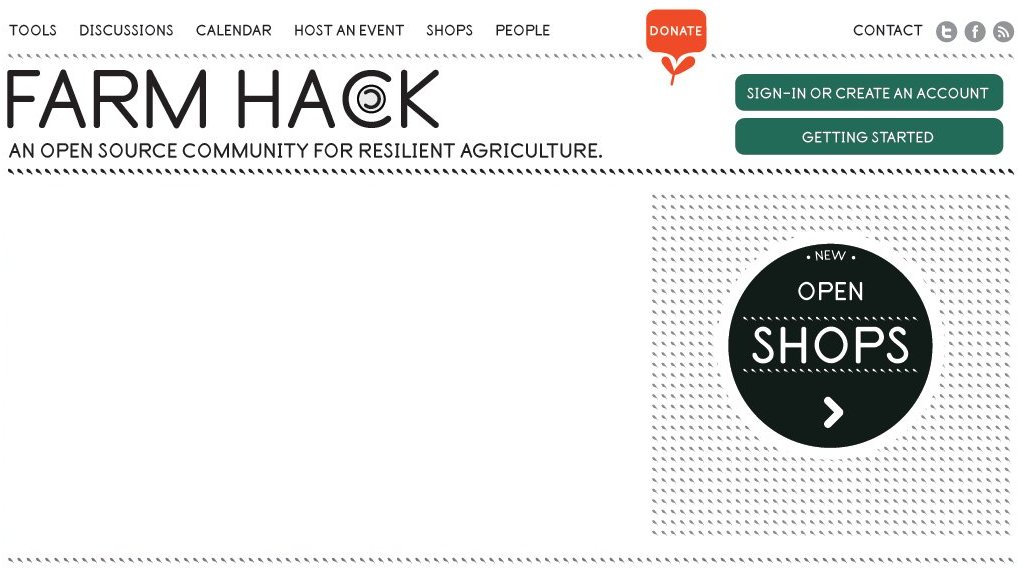 TOOLS DISCUSSIONS CALENDAR HOST AN EVENT SHOPS PEOPLE DONATE CONTACT
FARM HACK
SIGN-IN OR CREATE AN ACCOUNT
GETTING STARTED
AN OPEN SOURCE COMMUNITY FOR RESILIENT AGRICULTURE.
• NEW •
OPEN
SHOPS